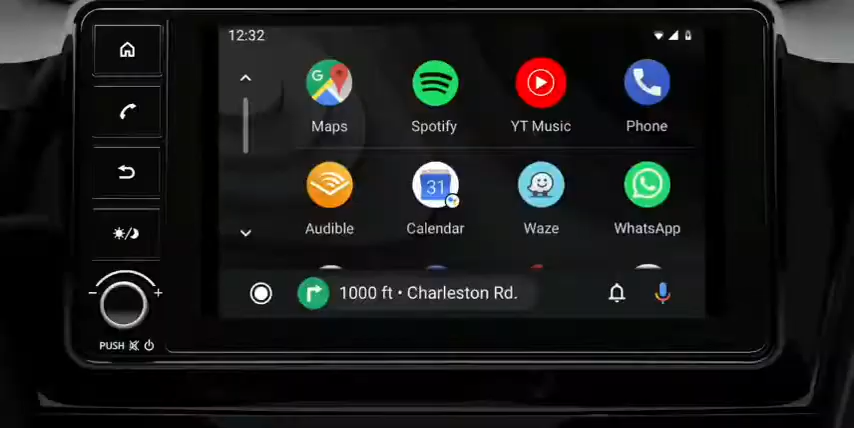 12:32
G
Maps
Spotify
YT Music
Phone
31
Audible
Calendar
Waze
WhatsApp
1000 ft • Charleston Rd.
PUSH